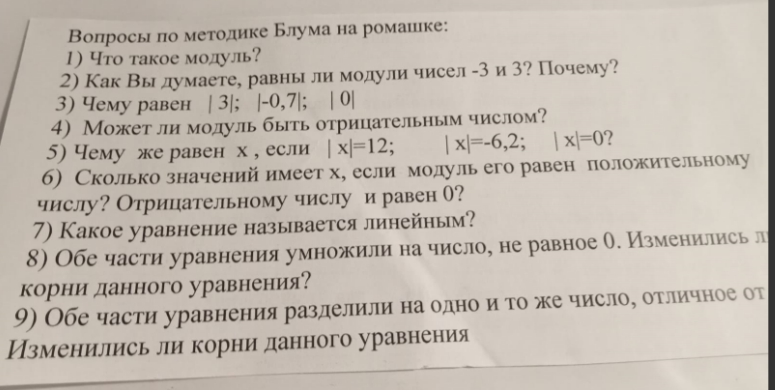 Вопросы по методике Блума на ромашке:
1) Что такое модуль?
2) Как Вы думаете, равны ли модули чисел -3 и 3? Почему?
3) Чему равен | 3|; |-0,7|; | 0|
4) Может ли модуль быть отрицательным числом?
5) Чему же равен х , если | х|=12; | х|=-6,2; | х|=0?
6) Сколько значений имеет х, если модуль его равен положительному
числу? Отрицательному числу и равен 0?
7) Какое уравнение называется линейным?
8) Обе части уравнения умножили на число, не равное 0. Изменились
корни данного уравнения?
9) Обе части уравнения разделили на одно и то же число, отличное от
Изменились ли корни данного уравнения